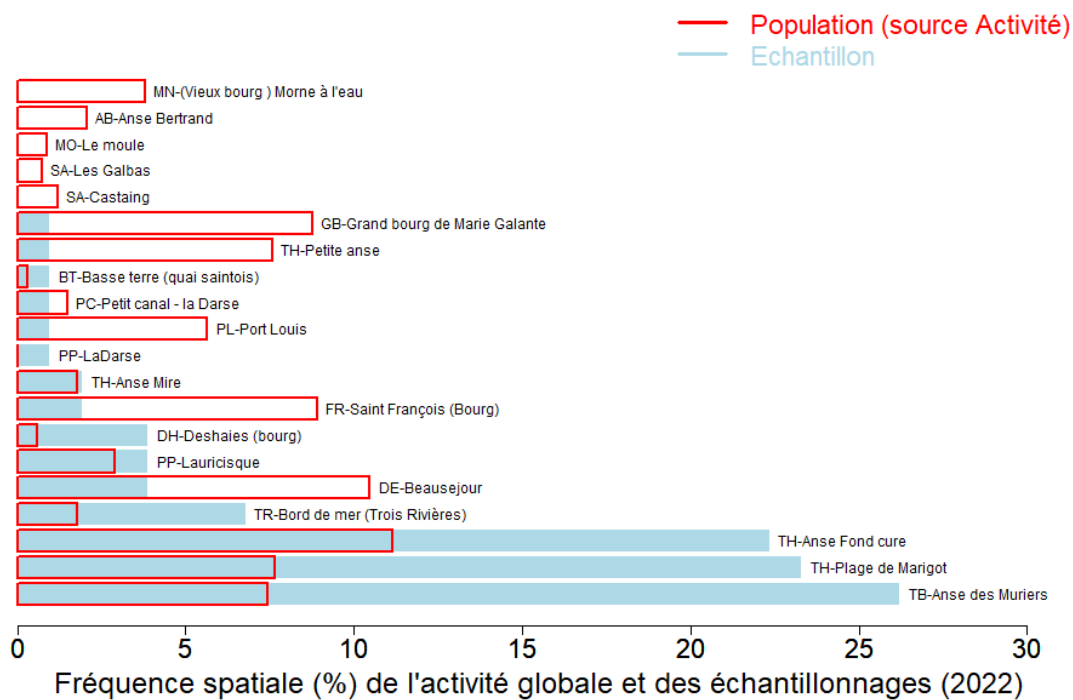 Population (source Activité)
Echantillon
MN-(Vieux bourg ) Morne à l'eau
AB-Anse Bertrand
MO-Le moule
SA-Les Galbas
SA-Castaing
GB-Grand bourg de Marie Galante
TH-Petite anse
BT-Basse terre (quai saintois)
PC-Petit canal - la Darse
PL-Port Louis
PP-LaDarse
TH-Anse Mire
FR-Saint François (Bourg)
DH-Deshaies (bourg)
PP-Lauricisque
DE-Beausejour
TR-Bord de mer (Trois Rivières)
TH-Anse Fond cure
TH-Plage de Marigot
TB-Anse des Muriers
0 5 10 15 20 25 30
Fréquence spatiale (%) de l'activité globale et des échantillonnages (2022)